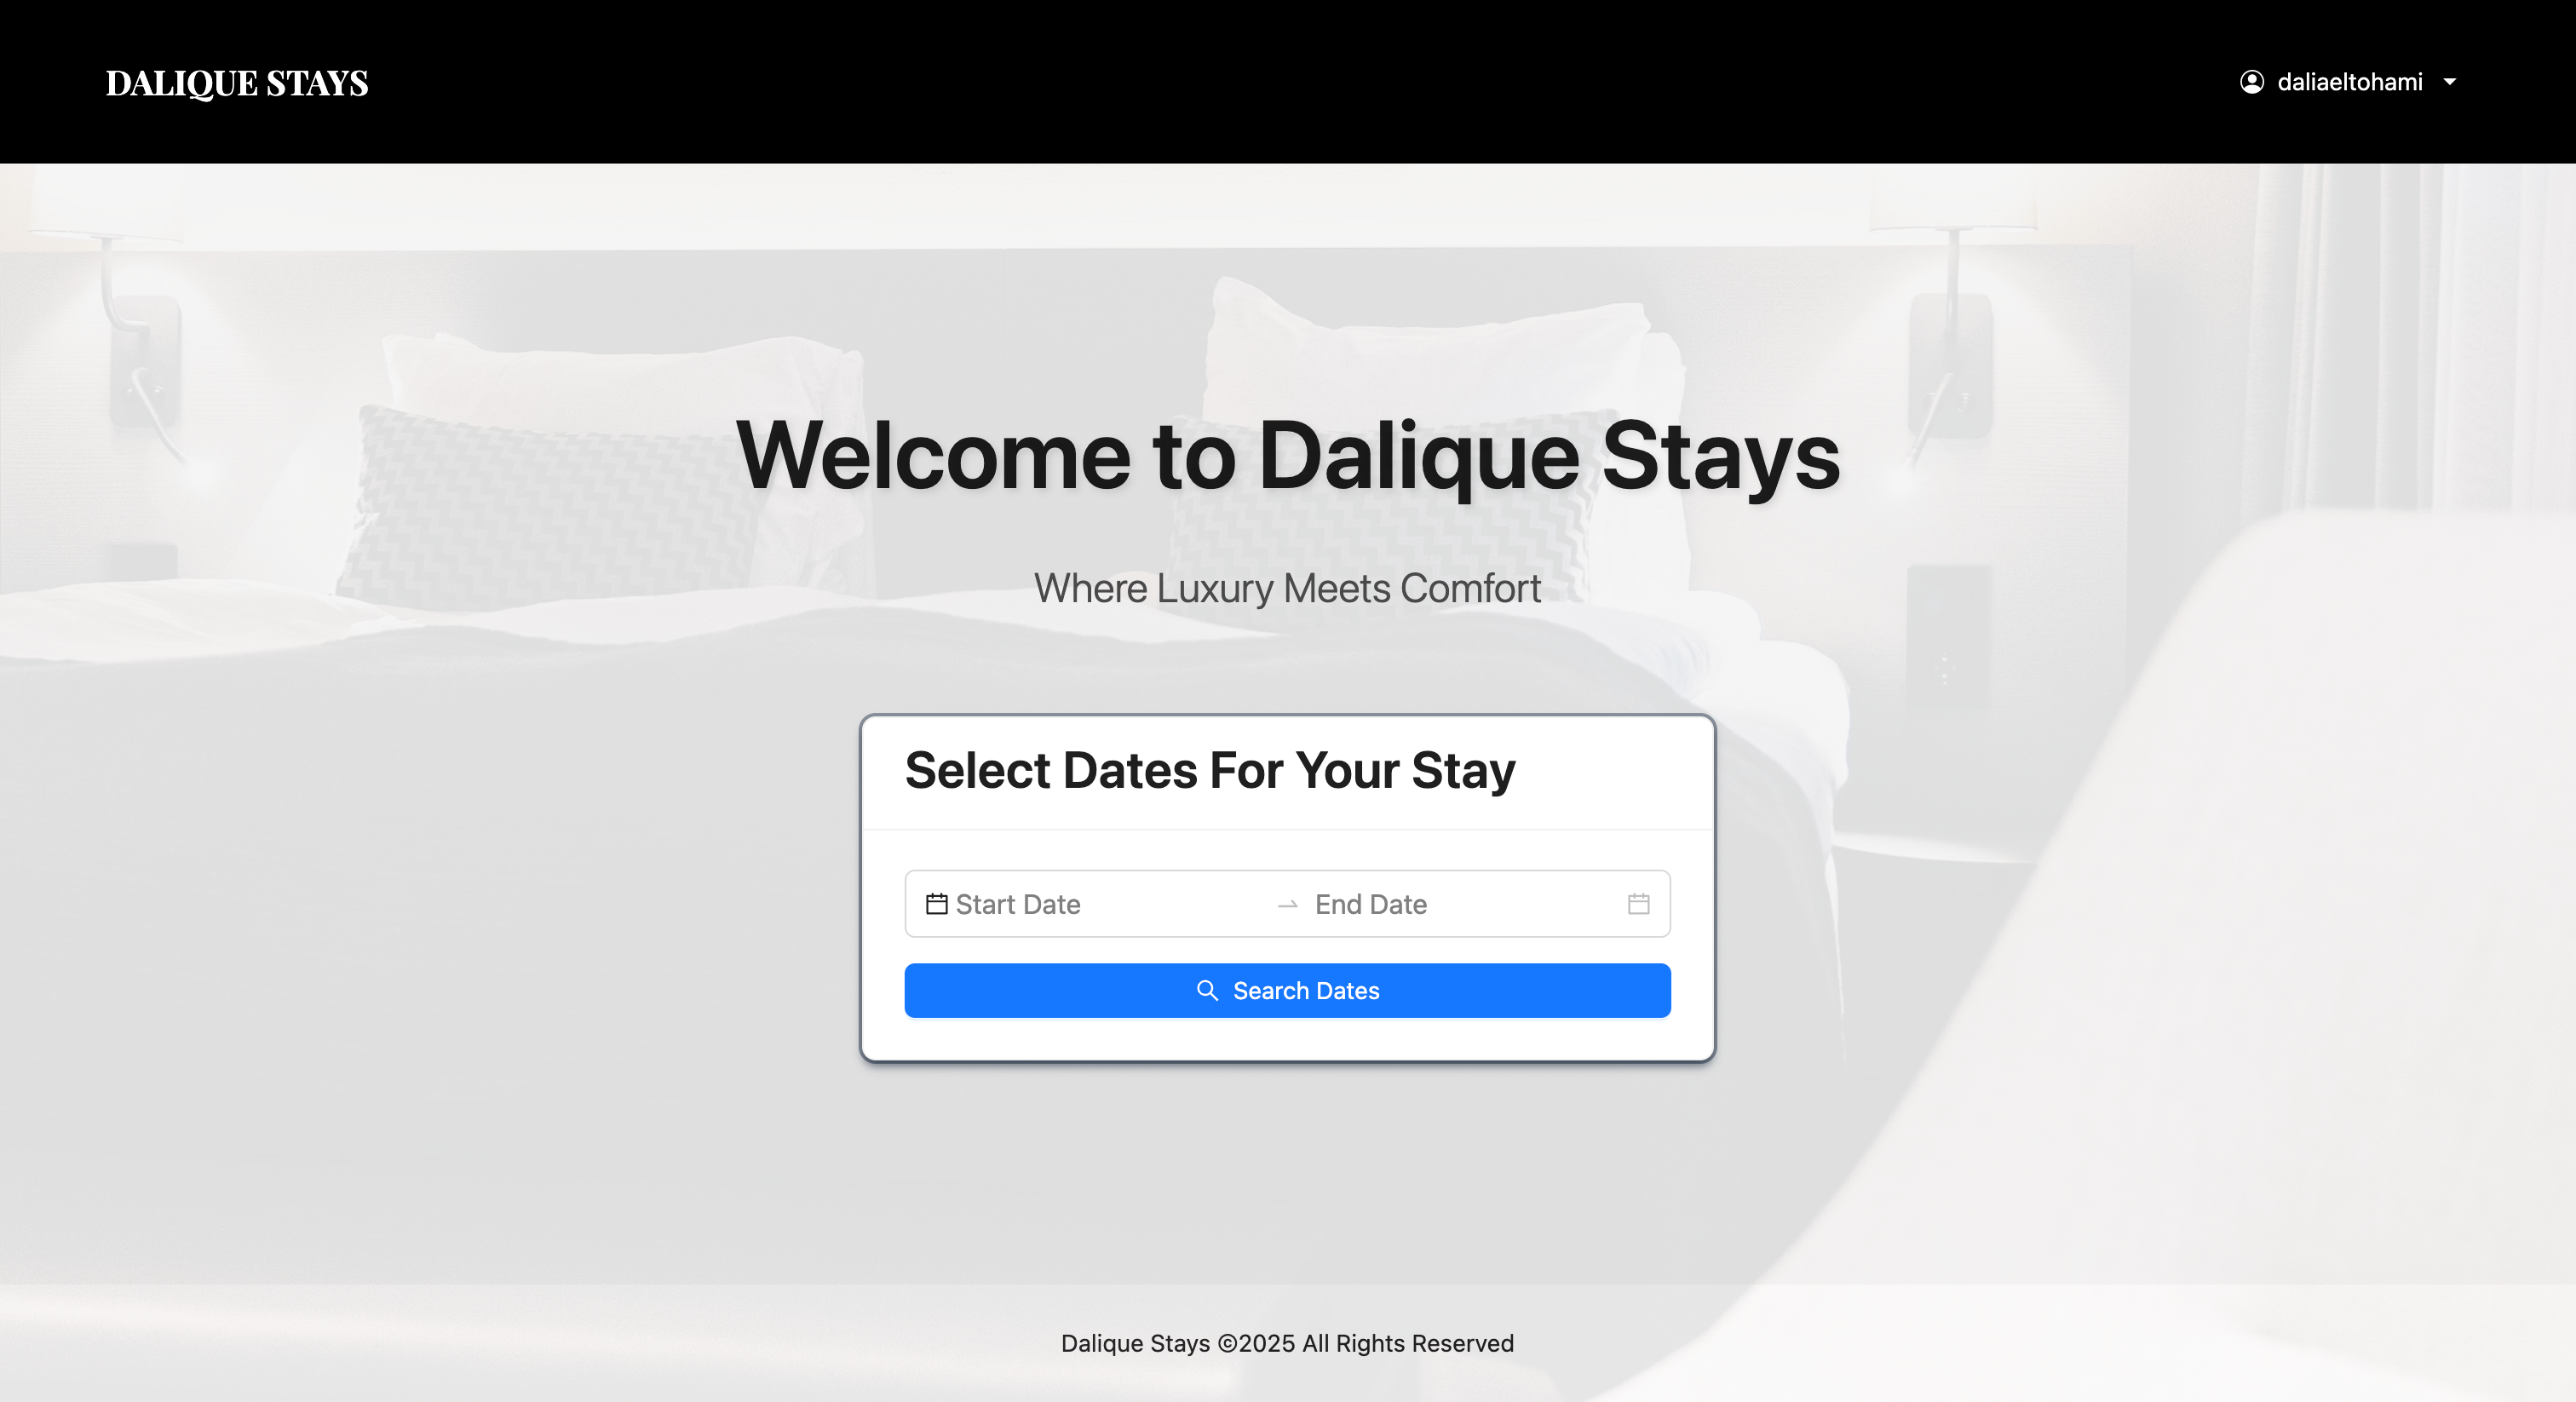 DALIQUE STAYS
daliaeltohami
Welcome to Dalique Stays
Where Luxury Meets Comfort
Select Dates For Your Stay
Start Date
End Date
Search Dates
Dalique Stays ©2025 All Rights Reserved